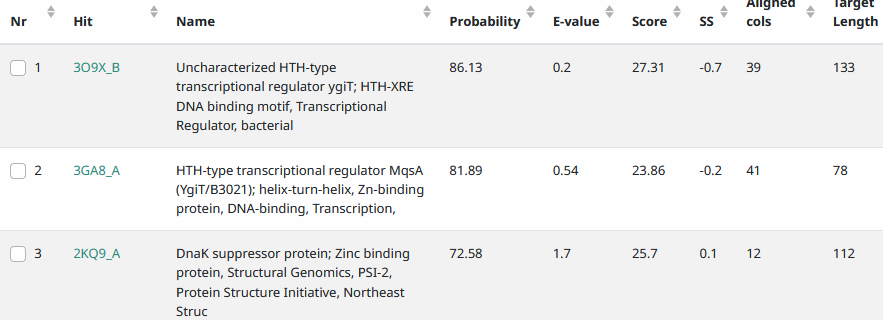 Nr Hit Name Probability E-value Score SS Aligned cols Target Length
1 3O9X_B Uncharacterized HTH-type 86.13 0.2 27.31 -0.7 39 133
transcriptional regulator ygiT; HTH-XRE
DNA binding motif, Transcriptional
Regulator, bacterial
2 3GA8_A HTH-type transcriptional regulator MqsA 81.89 0.54 23.86 -0.2 41 78
(YgiT/B3021); helix-turn-helix, Zn-binding
protein, DNA-binding, Transcription,
3 2KQ9_A DnaK suppressor protein; Zinc binding 72.58 1.7 25.7 0.1 12 112
protein, Structural Genomics, PSI-2,
Protein Structure Initiative, Northeast
Struc